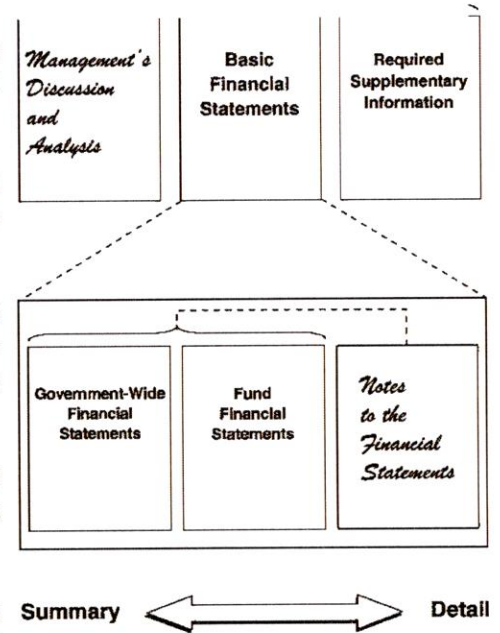 Management's
Discussion
and
Analysis
Basic
Financial
Statements
Required
Supplementary
Information
Government-Wide
Financial
Statements
Fund
Financial
Statements
Notes
to the
Financial
Statements
Summary
Detail